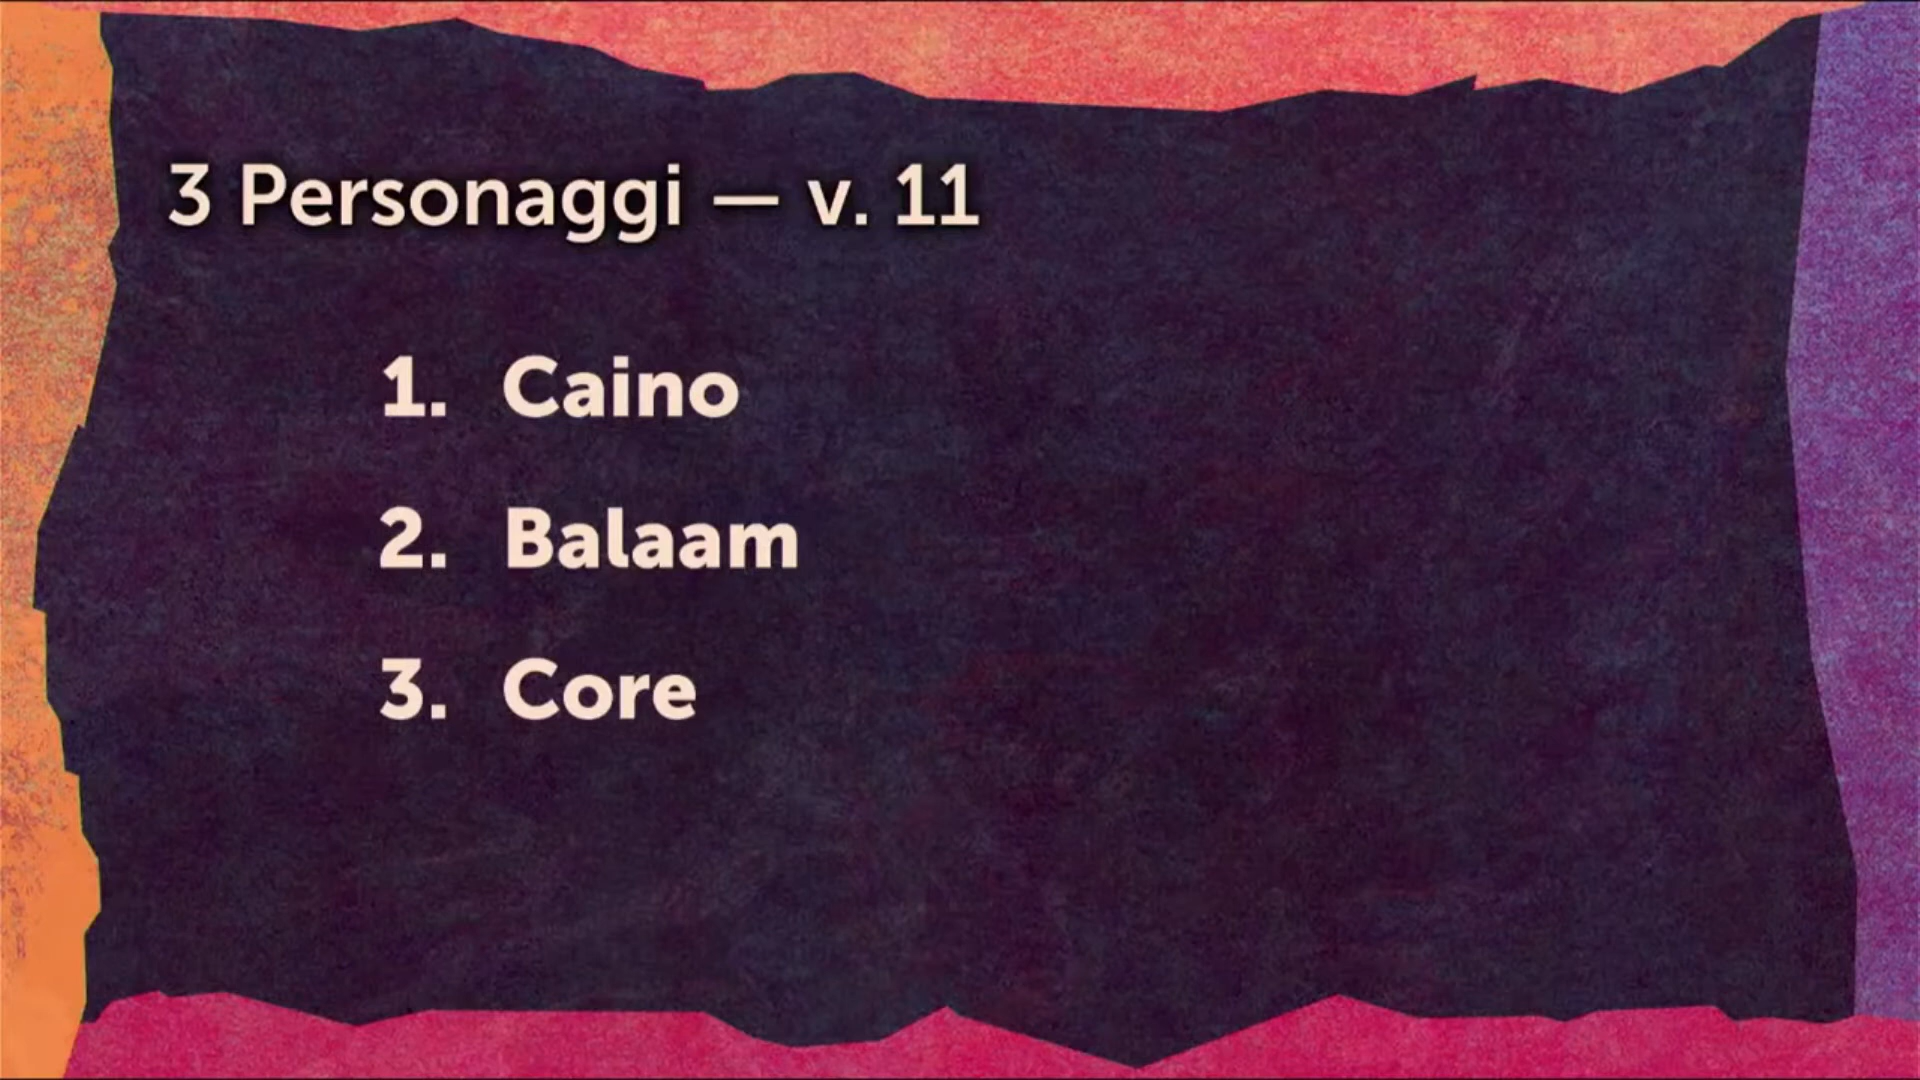 3 Personaggi — v. 11
1. Caino
2. Balaam
3. Core